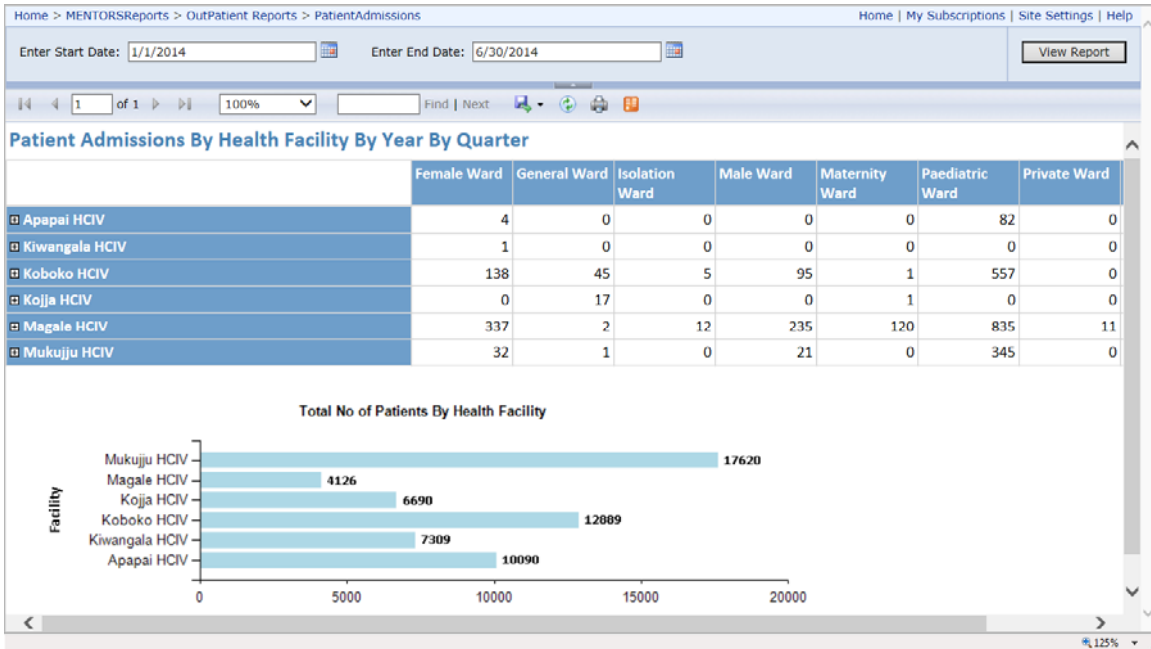 Home > MENTORSReports > OutPatient Reports > PatientAdmissions Home | My Subscriptions | Site Settings | Help
Enter Start Date: 1/1/2014 Enter End Date: 6/30/2014 View Report
1 of 1 100% Find | Next
Patient Admissions By Health Facility By Year By Quarter
Female Ward General Ward Isolation Ward Male Ward Maternity Ward Paediatric Ward Private Ward
Apapai HCIV 4 0 0 0 0 82 0
Kiwangala HCIV 1 0 0 0 0 0 0
Koboko HCIV 138 45 5 95 1 557 0
Kojja HCIV 0 17 0 0 1 0 0
Magale HCIV 337 2 12 235 120 835 11
Mukujju HCIV 32 1 0 21 0 345 0
Total No of Patients By Health Facility
Facility
Mukujju HCIV 17620
Magale HCIV 4126
Kojja HCIV 6690
Koboko HCIV 12889
Kiwangala HCIV 7309
Apapai HCIV 10090
0 5000 10000 15000 20000
125%